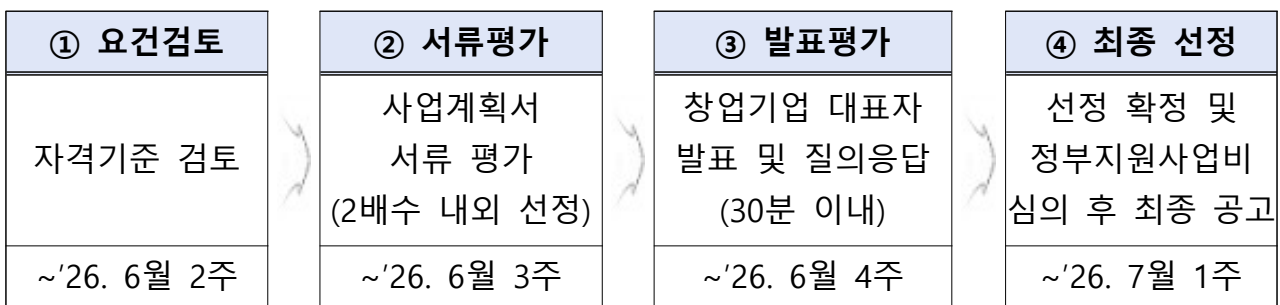 ① 요건검토
자격기준 검토
~'26. 6월 2주
② 서류평가
사업계획서
서류 평가
(2배수 내외 선정)
~'26. 6월 3주
③ 발표평가
창업기업 대표자
발표 및 질의응답
(30분 이내)
~'26. 6월 4주
④ 최종 선정
선정 확정 및
정부지원사업비
심의 후 최종 공고
~'26. 7월 1주